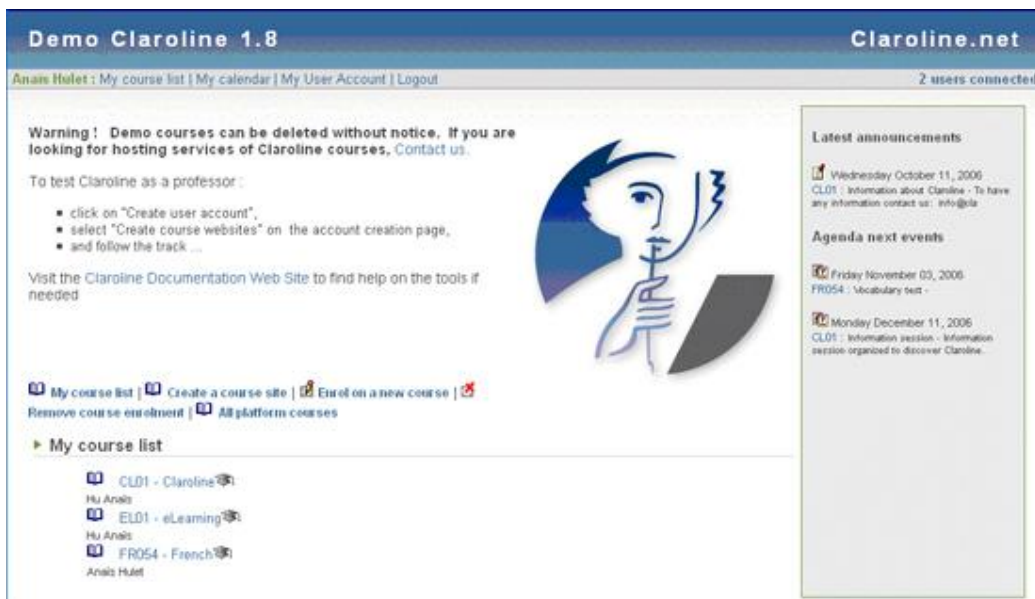 Demo Claroline 1.8
Claroline.net
Anaïs Hulet : My course list | My calendar | My User Account | Logout
2 users connected
Warning ! Demo courses can be deleted without notice. If you are
looking for hosting services of Claroline courses, Contact us.
To test Claroline as a professor :
click on "Create user account",
select "Create course websites" on the account creation page,
and follow the track ...
Visit the Claroline Documentation Web Site to find help on the tools if
needed
My course list | Create a course site | Enrol on a new course |
Remove course enrolment | All platform courses
My course list
CL01 - Claroline
Hu Anaïs
EL01 - eLearning
Hu Anaïs
FR054 - French
Anaïs Hulet
Latest announcements
Wednesday October 11, 2006
CL01 : Information about Claroline - To have
any information contact us: info@cla
Agenda next events
Friday November 03, 2006
FR054 : Vocabulary test -
Monday December 11, 2006
CL01 : Information session - Information
session organized to discover Claroline.